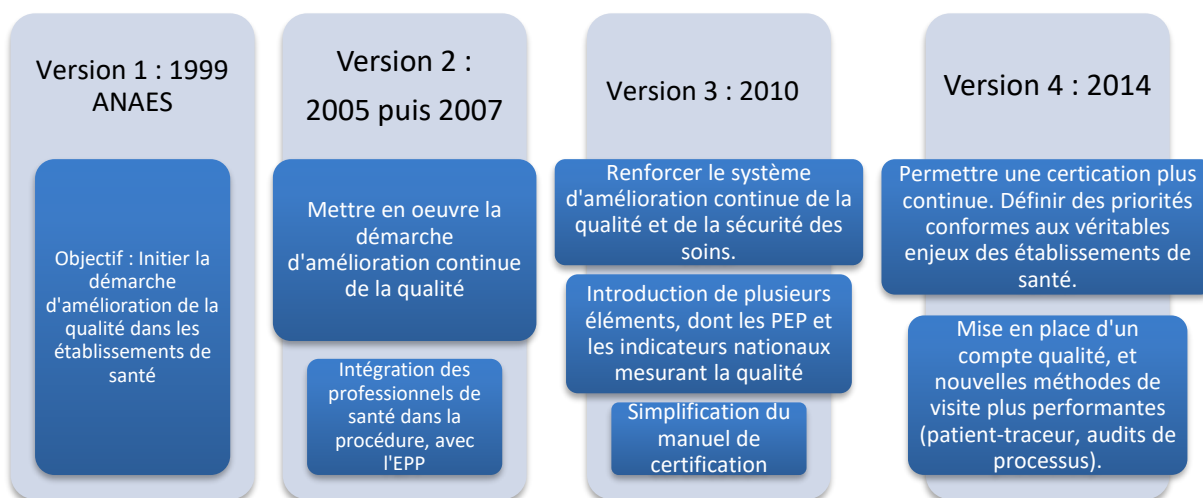 Version 1 : 1999
ANAES
Objectif : Initier la
démarche
d'amélioration de la
qualité dans les
établissements de
santé
Version 2 :
2005 puis 2007
Mettre en oeuvre la
démarche
d'amélioration continue
de la qualité
Intégration des
professionnels de
santé dans la
procédure, avec
l'EPP
Version 3 : 2010
Renforcer le système
d'amélioration continue de la
qualité et de la sécurité des
soins.
Introduction de plusieurs
éléments, dont les PEP et
les indicateurs nationaux
mesurant la qualité
Simplification du
manuel de
certification
Version 4 : 2014
Permettre une certication plus
continue. Définir des priorités
conformes aux véritables
enjeux des établissements de
santé.
Mise en place d'un
compte qualité, et
nouvelles méthodes de
visite plus performantes
(patient-traceur, audits de
processus).